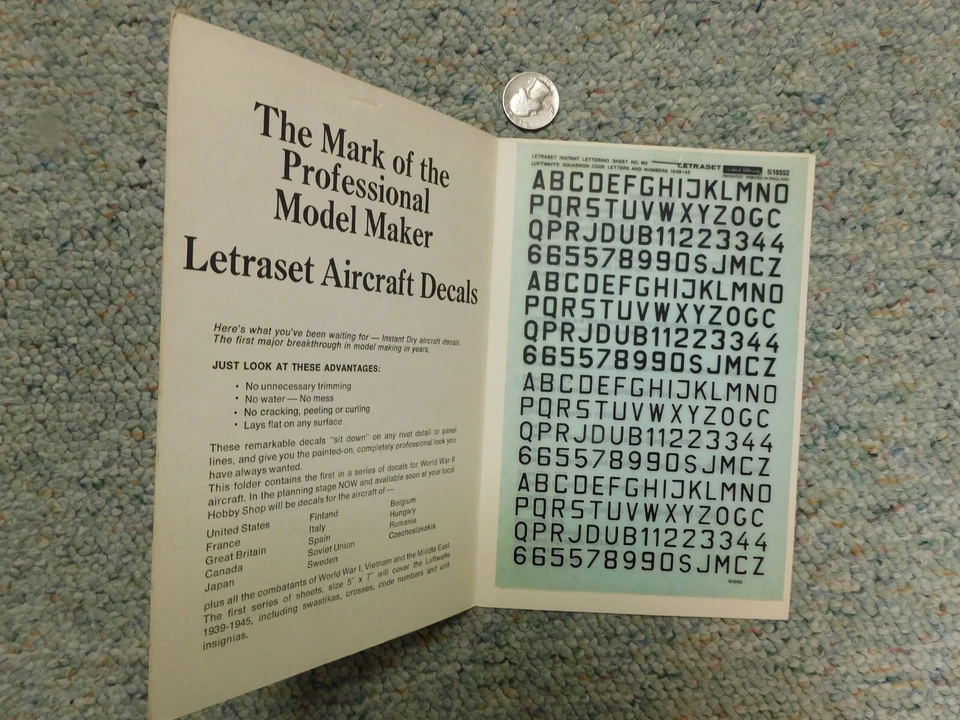 The Mark of the
Professional
Model Maker
Letraset Aircraft Decals
Here's what you've been waiting for — Instant Dry aircraft decals.
The first major breakthrough in model making in years.
JUST LOOK AT THESE ADVANTAGES:
• No unnecessary trimming
• No water — No mess
• No cracking, peeling or curling
• Lays flat on any surface
These remarkable decals "sit down" on any rivet detail or panel
lines, and give you the painted-on, completely professional look you
have always wanted.
This folder contains the first in a series of decals for World War II
aircraft. In the planning stage NOW and available soon at your local
Hobby Shop will be decals for the aircraft of —
United States Finland Belgium
France Italy Hungary
Great Britain Spain Rumania
Canada Soviet Union Czechoslovakia
Japan Sweden
plus all the combatants of World War I, Vietnam and the Middle East.
The first series of sheets, size 5" x 7" will cover the Luftwaffe
1939-1945, including swastikas, crosses, code numbers and unit
insignias.
LETRASET INSTANT LETTERING SHEET NO. M3 LETRASET S10552
LUFTWAFFE SQUADRON CODE LETTERS AND NUMBERS 1939-45 PATENTED PRINTED IN ENGLAND
ABCDEFGHIJKLMNO
PQRSTUVWXYZOGC
QPRJDUB11223344
6655789990SJMCZ
ABCDEFGHIJKLMNO
PQRSTUVWXYZOGC
QPRJDUB11223344
6655789990SJMCZ
ABCDEFGHIJKLMNO
PQRSTUVWXYZOGC
QPRJDUB11223344
6655789990SJMCZ
ABCDEFGHIJKLMNO
PQRSTUVWXYZOGC
QPRJDUB11223344
6655789990SJMCZ